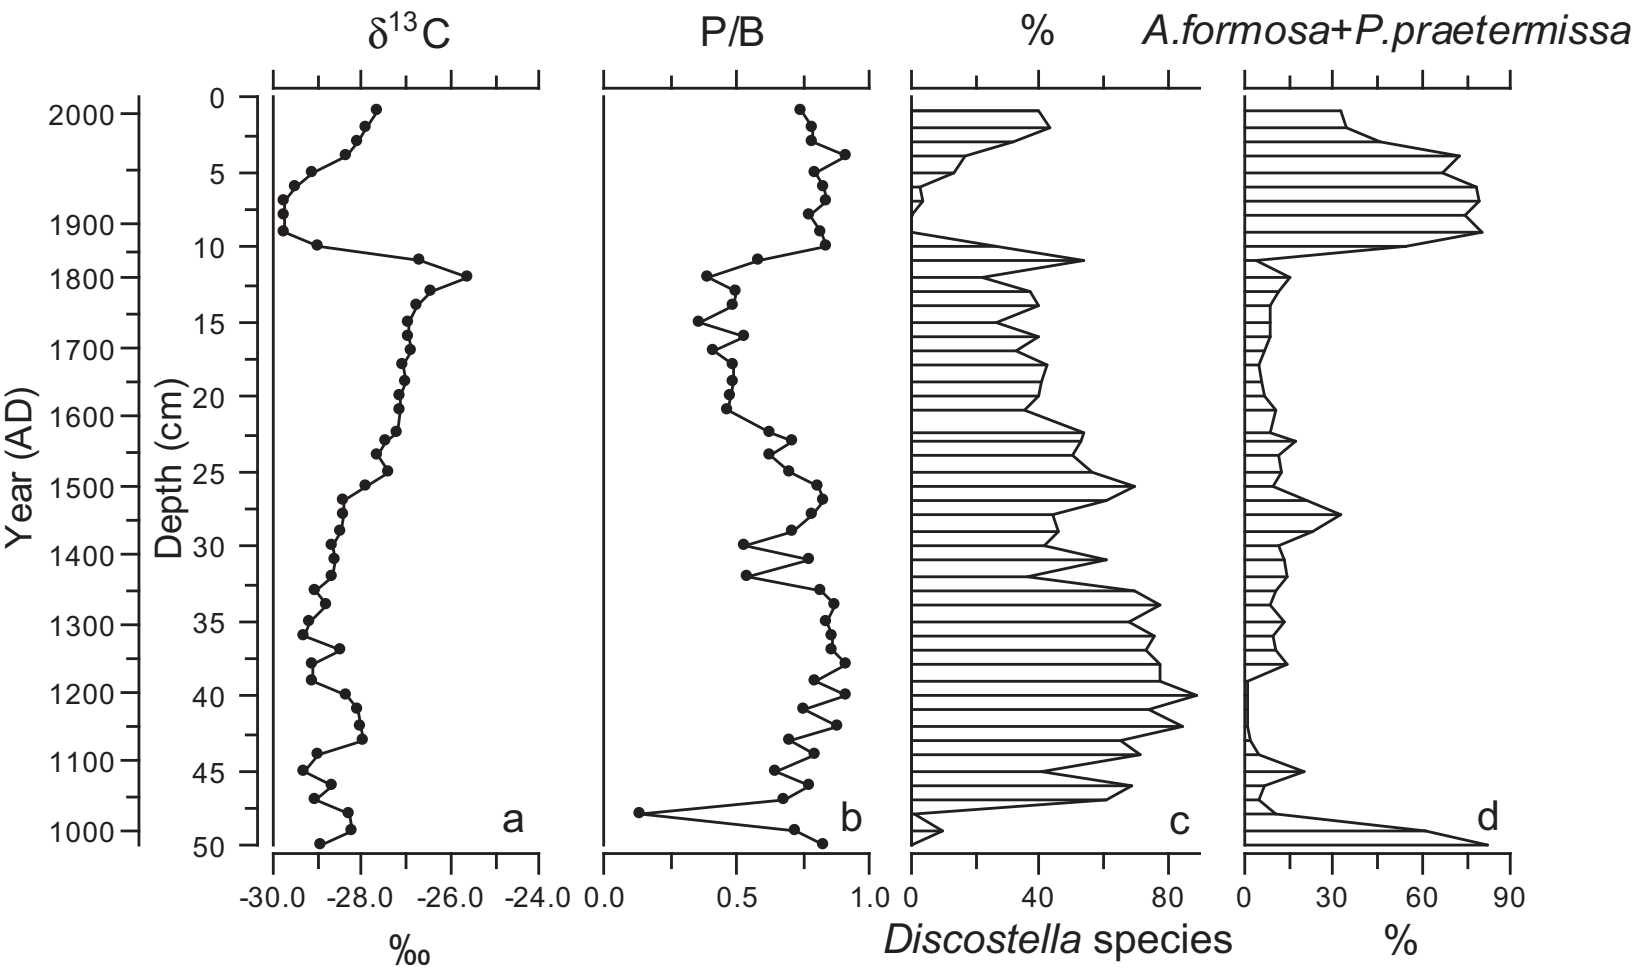 δ¹³C
P/B
%
A.formosa+P.praetermissa
Year (AD)
2000
1900
1800
1700
1600
1500
1400
1300
1200
1100
1000
Depth (cm)
0
5
10
15
20
25
30
35
40
45
50
a
b
c
d
-30.0 -28.0 -26.0 -24.0
0.0 0.5 1.0
0 40 80
0 30 60 90
‰
Discostella species
%